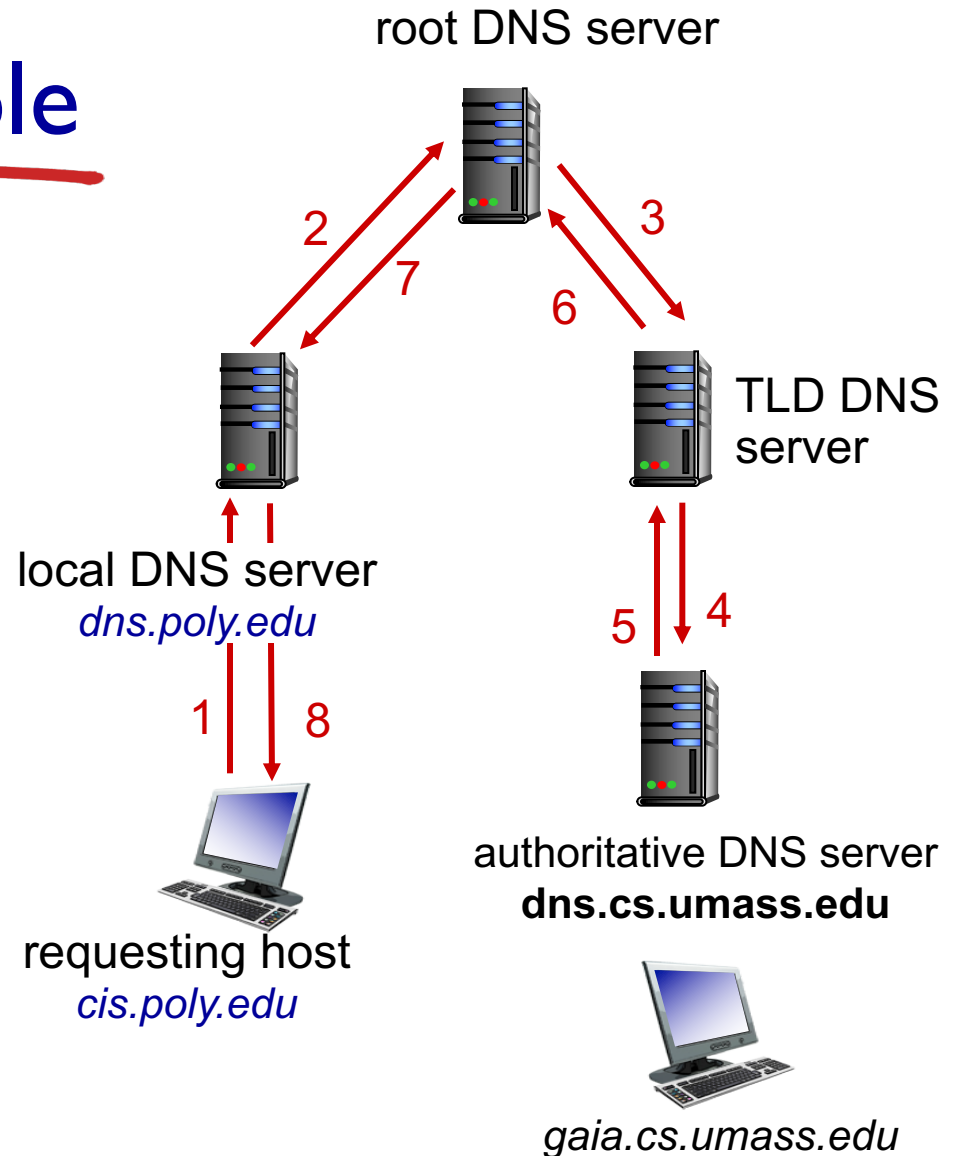 root DNS server
2
3
7
6
TLD DNS
server
local DNS server
dns.poly.edu
5
4
1
8
authoritative DNS server
dns.cs.umass.edu
requesting host
cis.poly.edu
gaia.cs.umass.edu